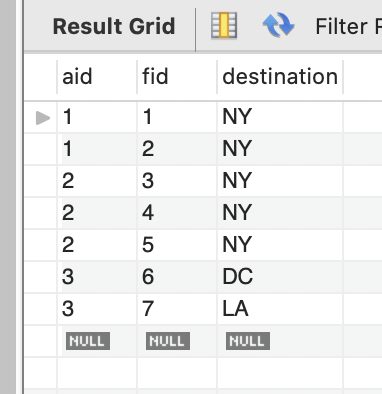 Result Grid Filter
aid fid destination
1 1 NY
1 2 NY
2 3 NY
2 4 NY
2 5 NY
3 6 DC
3 7 LA
NULL NULL NULL